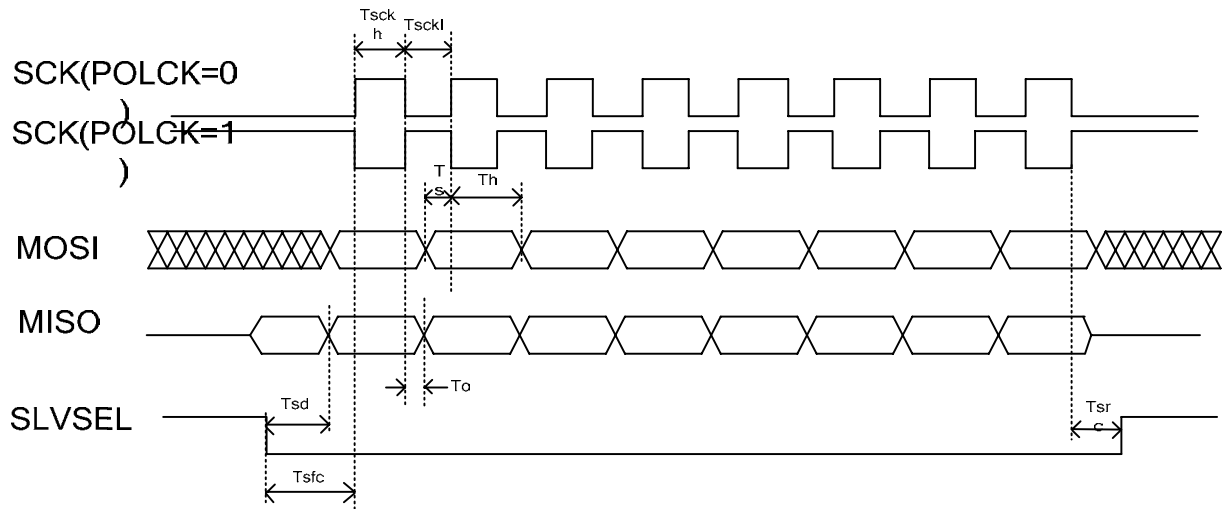 Tsck
h
Tsckl
SCK(POLCK=0
)
SCK(POLCK=1
)
T
s
Th
MOSI
MISO
To
SLVSEL
Tsd
Tsr
c
Tsfc